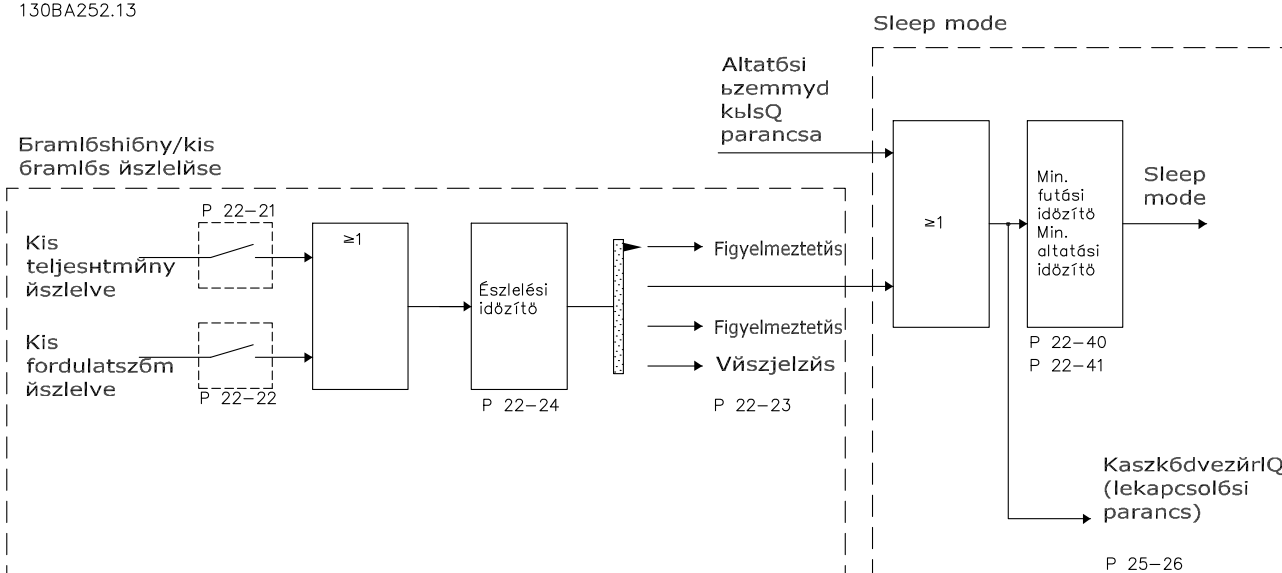 130BA252.13
Sleep mode
Altatбsi
ьzemmуd
kьlsQ
parancsa
Бramlбshiбny/kis
бramlбs йszlelйse
P 22-21
Kis
teljesнtmйny
йszlelve
≥1
Észlelési
időzítő
Figyelmeztetйs
Figyelmeztetйs
Vйszjelzйs
Kis
fordulatszбm
йszlelve
P 22-22
P 22-24
P 22-23
≥1
Min.
futási
időzítő
Min.
altatási
időzítő
Sleep
mode
P 22-40
P 22-41
KaszkбdvezйrlQ
(lekapcsolбsi
parancs)
P 25-26